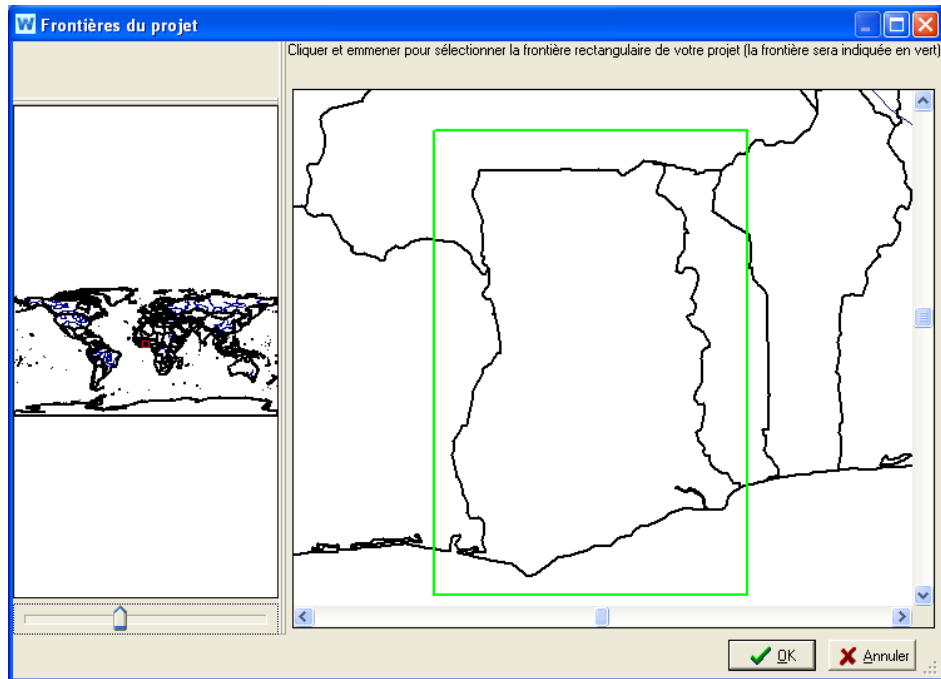 W Frontières du projet
Cliquer et emmener pour sélectionner la frontière rectangulaire de votre projet (la frontière sera indiquée en vert)
OK
Annuler